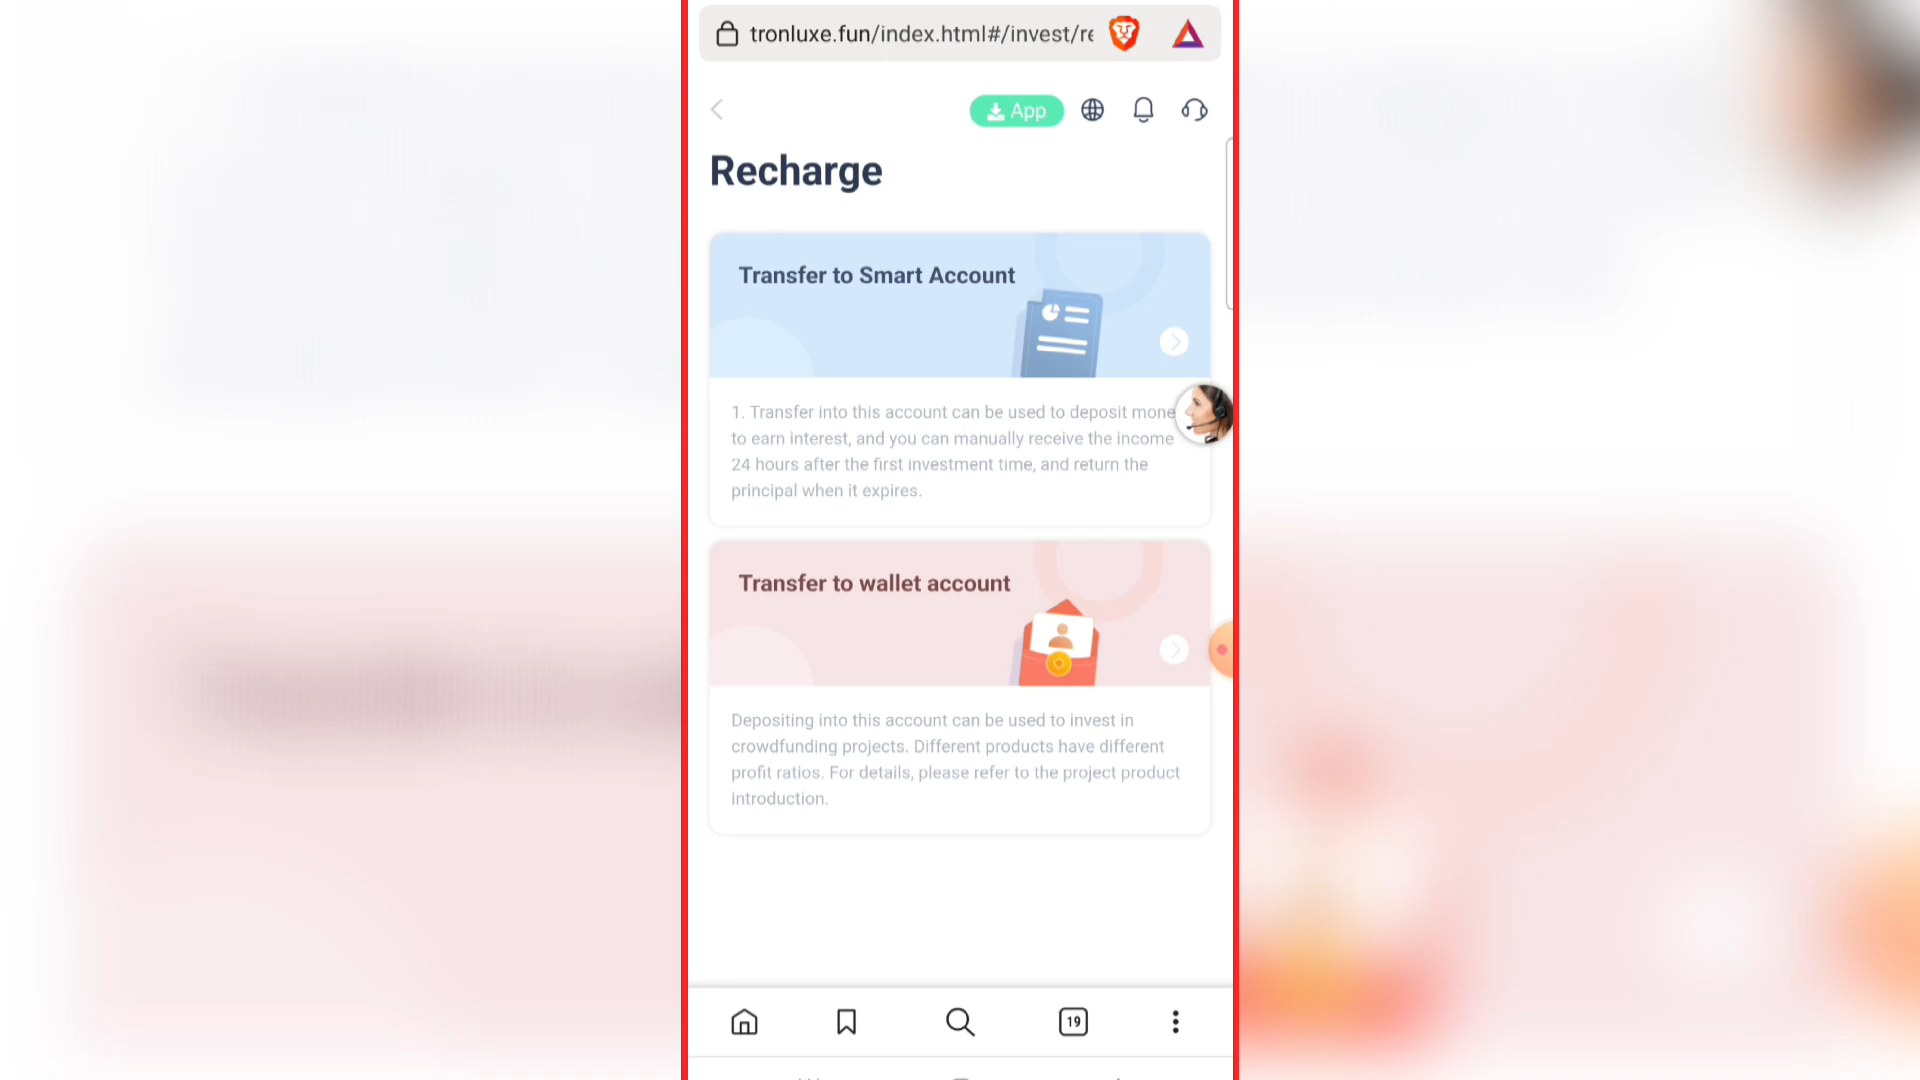 tronluxe.fun/index.html#/invest/re
App
Recharge
Transfer to Smart Account
1. Transfer into this account can be used to deposit mone
to earn interest, and you can manually receive the income
24 hours after the first investment time, and return the
principal when it expires.
Transfer to wallet account
Depositing into this account can be used to invest in
crowdfunding projects. Different products have different
profit ratios. For details, please refer to the project product
introduction.
19